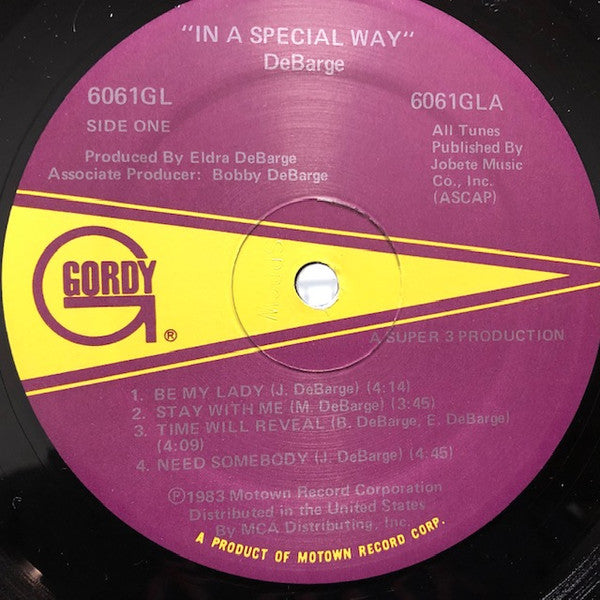 "IN A SPECIAL WAY"
DeBarge
6061GL
SIDE ONE
Produced By Eldra DeBarge
Associate Producer: Bobby DeBarge
6061GLA
All Tunes
Published By
Jobete Music
Co., Inc.
(ASCAP)
GORDY
®
A SUPER 3 PRODUCTION
1. BE MY LADY (J. DeBarge) (4:14)
2. STAY WITH ME (M. DeBarge) (3:45)
3. TIME WILL REVEAL (B. DeBarge, E. DeBarge)
(4:09)
4. NEED SOMEBODY (J. DeBarge) (4:45)
℗1983 Motown Record Corporation
Distributed in the United States
By MCA Distributing, Inc.
A PRODUCT OF MOTOWN RECORD CORP.